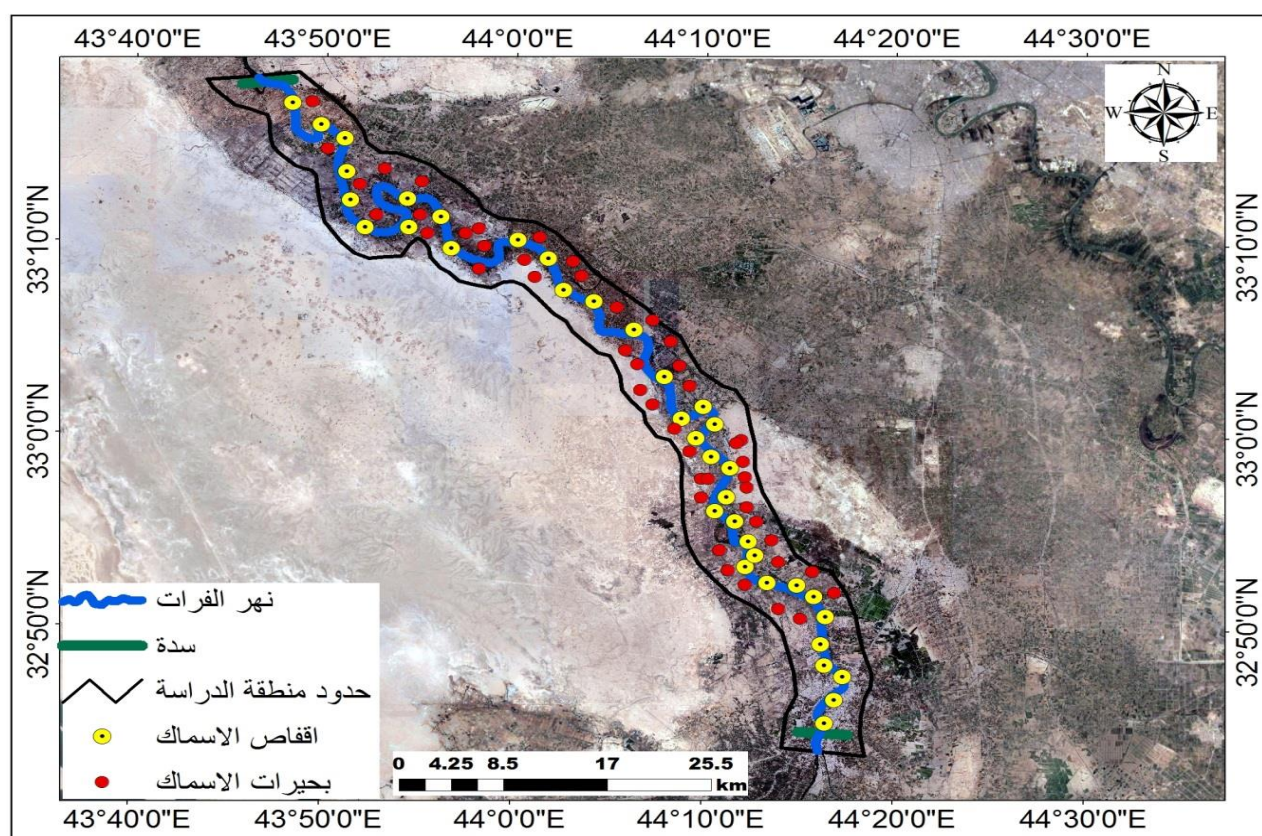 43°40'0"E 43°50'0"E 44°0'0"E 44°10'0"E 44°20'0"E 44°30'0"E
N
W E
S
33°10'0"N 33°10'0"N
33°0'0"N 33°0'0"N
32°50'0"N 32°50'0"N
نهر الفرات
سدة
حدود منطقة الدراسة
اقفاص الاسماك
بحيرات الاسماك
0 4.25 8.5 17 25.5
km
43°40'0"E 43°50'0"E 44°0'0"E 44°10'0"E 44°20'0"E 44°30'0"E